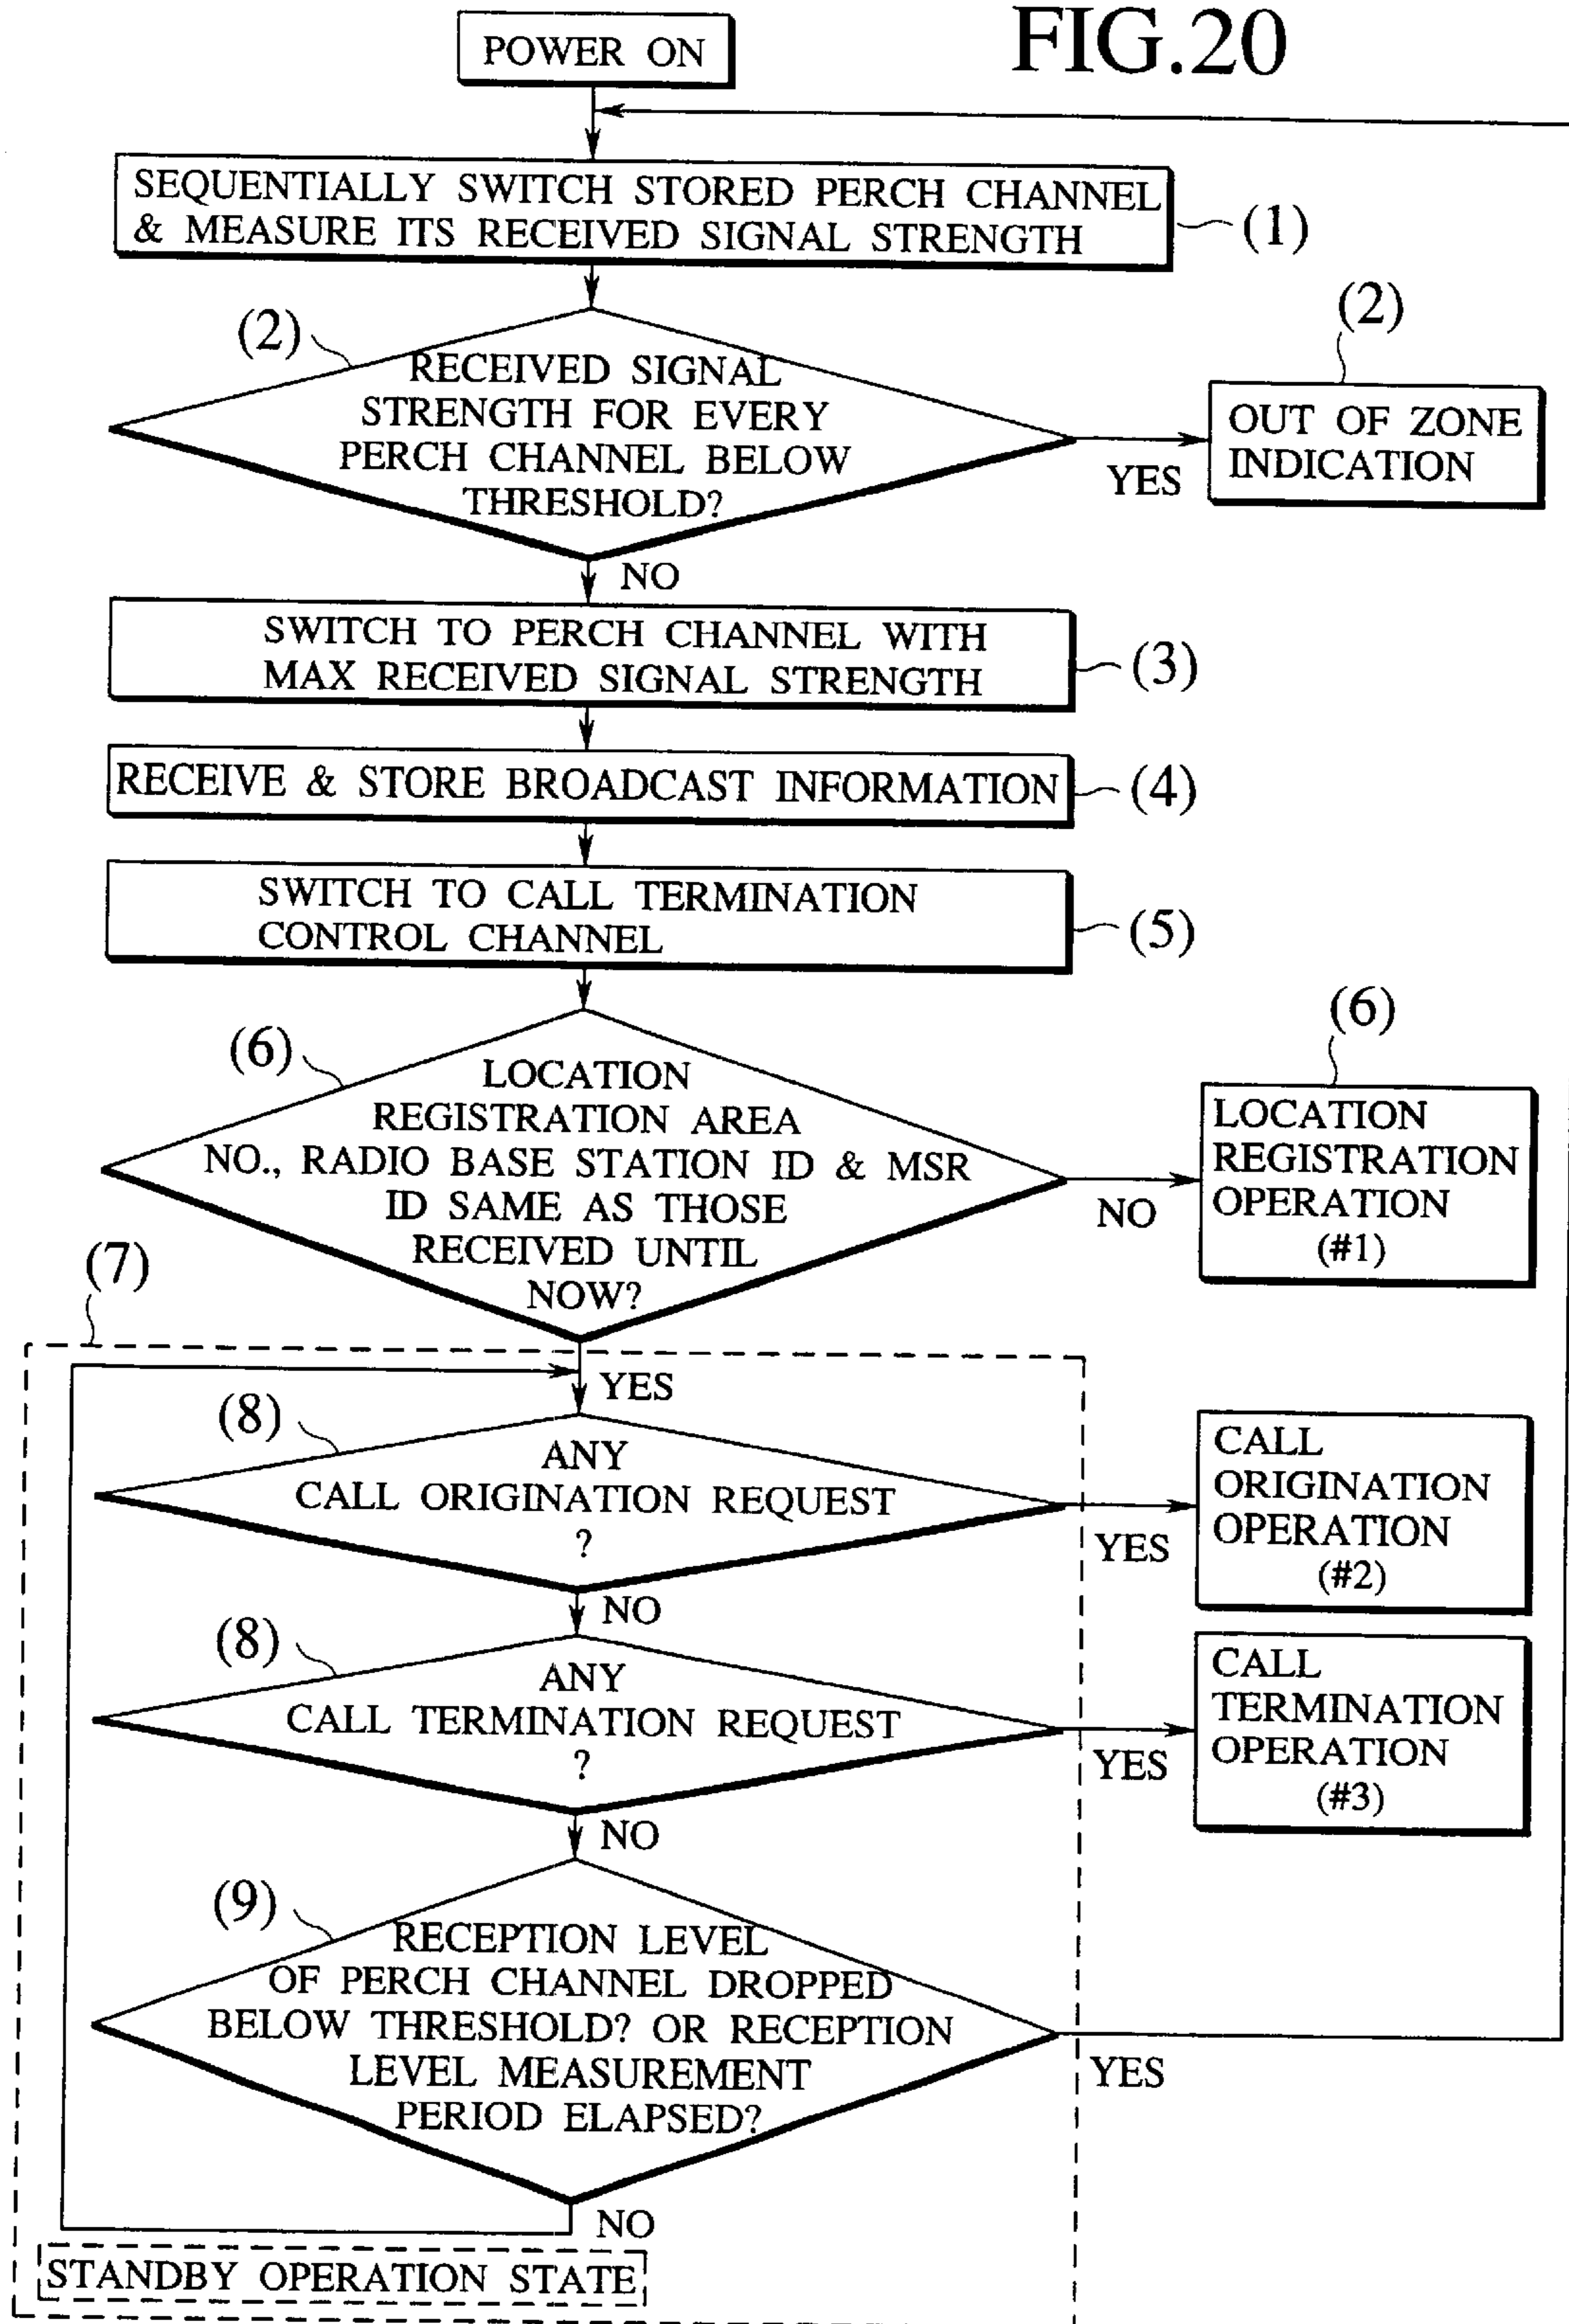 FIG.20
POWER ON
SEQUENTIALLY SWITCH STORED PERCH CHANNEL
& MEASURE ITS RECEIVED SIGNAL STRENGTH
(1)
(2)
RECEIVED SIGNAL
STRENGTH FOR EVERY
PERCH CHANNEL BELOW
THRESHOLD?
YES
(2)
OUT OF ZONE
INDICATION
NO
SWITCH TO PERCH CHANNEL WITH
MAX RECEIVED SIGNAL STRENGTH
(3)
RECEIVE & STORE BROADCAST INFORMATION
(4)
SWITCH TO CALL TERMINATION
CONTROL CHANNEL
(5)
(6)
LOCATION
REGISTRATION AREA
NO., RADIO BASE STATION ID & MSR
ID SAME AS THOSE
RECEIVED UNTIL
NOW?
NO
(6)
LOCATION
REGISTRATION
OPERATION
(#1)
(7)
YES
(8)
ANY
CALL ORIGINATION REQUEST
?
YES
CALL
ORIGINATION
OPERATION
(#2)
NO
(8)
ANY
CALL TERMINATION REQUEST
?
YES
CALL
TERMINATION
OPERATION
(#3)
NO
(9)
RECEPTION LEVEL
OF PERCH CHANNEL DROPPED
BELOW THRESHOLD? OR RECEPTION
LEVEL MEASUREMENT
PERIOD ELAPSED?
YES
NO
STANDBY OPERATION STATE